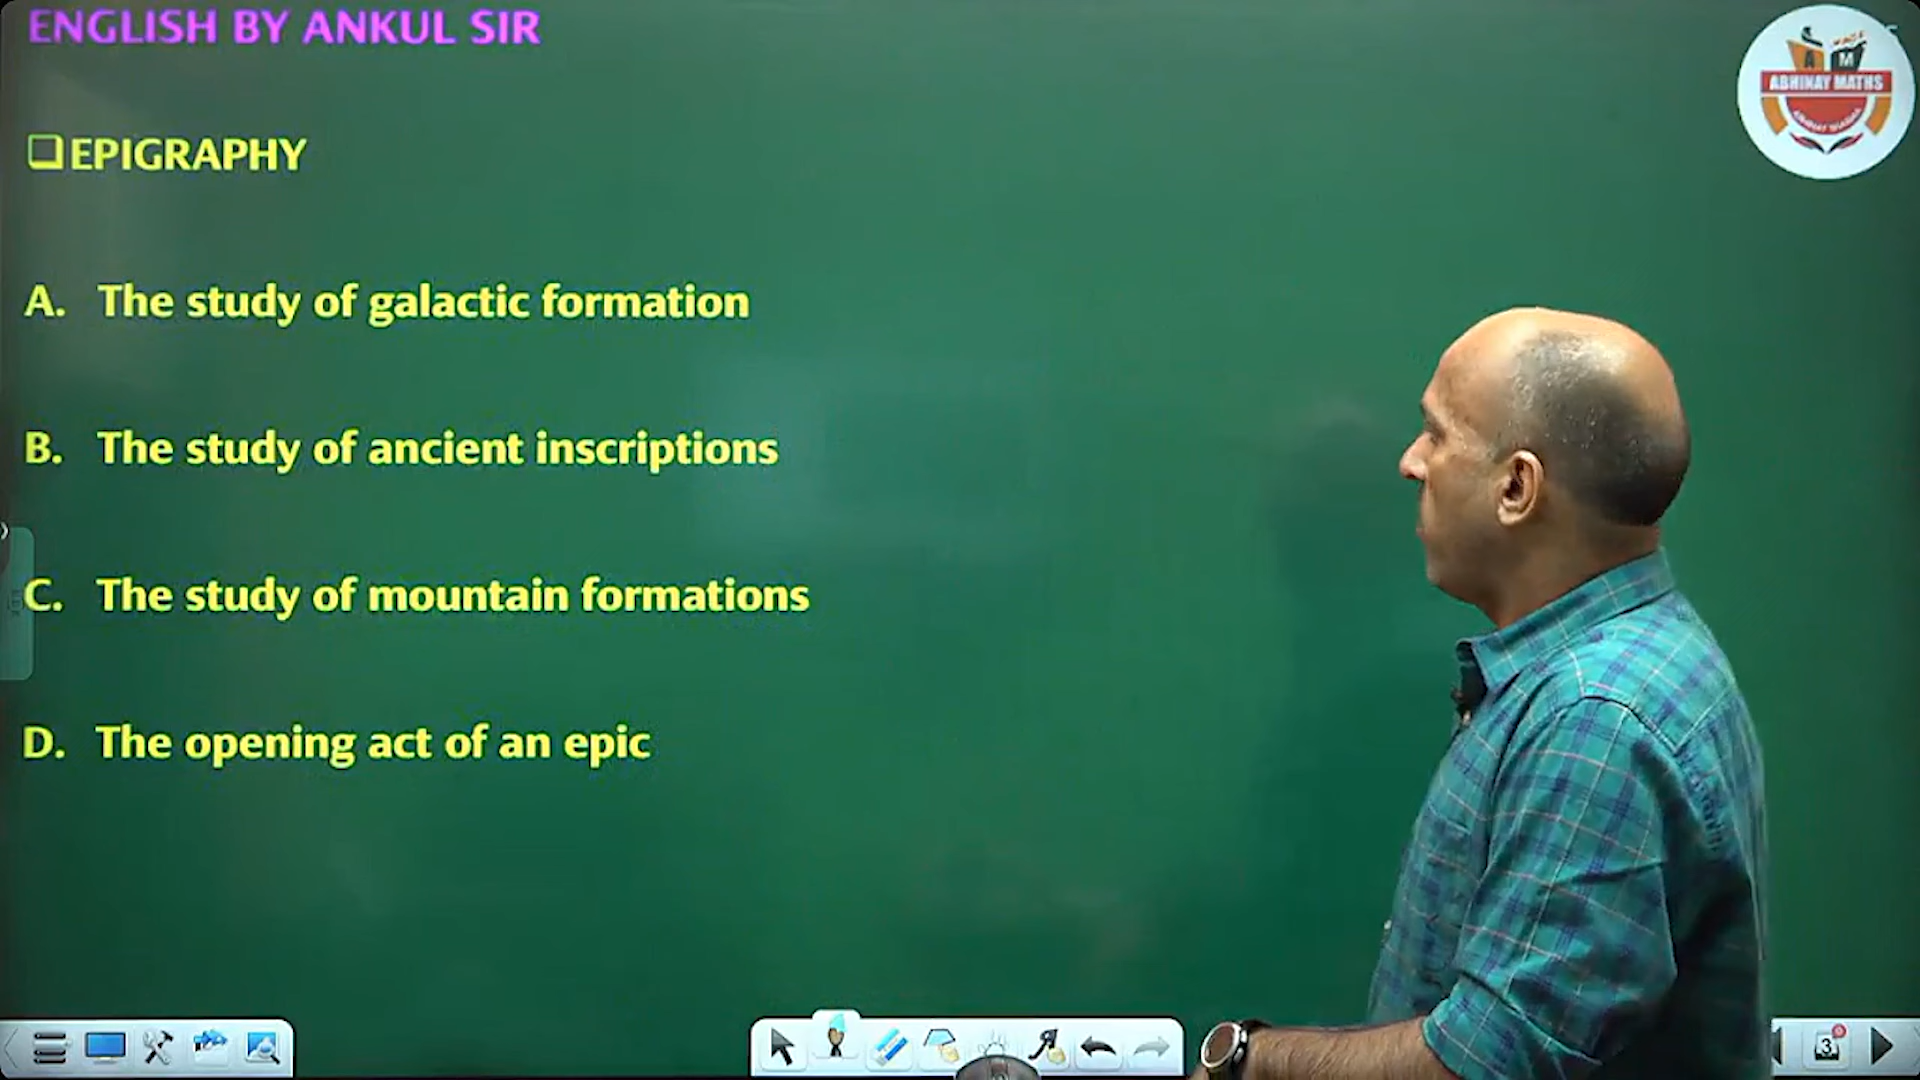 ENGLISH BY ANKUL SIR
EPIGRAPHY
A. The study of galactic formation
B. The study of ancient inscriptions
C. The study of mountain formations
D. The opening act of an epic
A M
ABHINAY MATHS
3